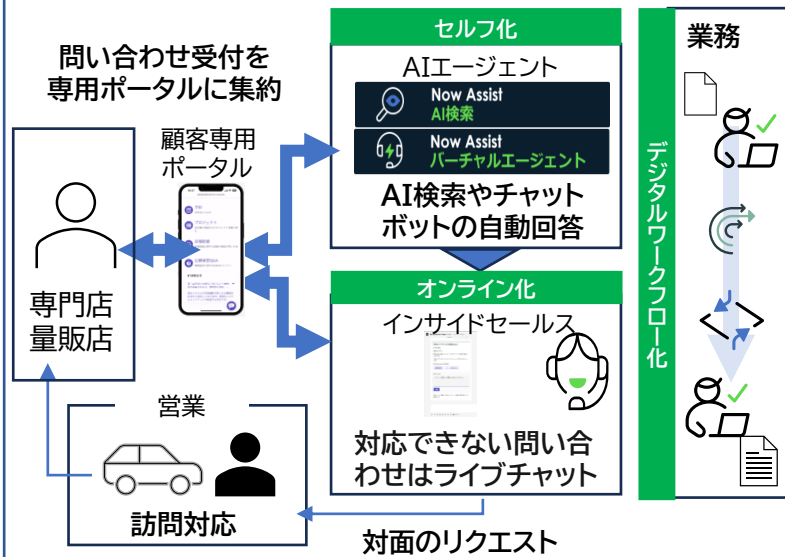 問い合わせ受付を
専用ポータルに集約
顧客専用
ポータル
専門店
量販店
セルフ化
AIエージェント
Now Assist
AI検索
Now Assist
バーチャルエージェント
AI検索やチャット
ボットの自動回答
オンライン化
インサイドセールス
対応できない問い合
わせはライブチャット
営業
訪問対応
対面のリクエスト
デジタルワークフロー化
業務